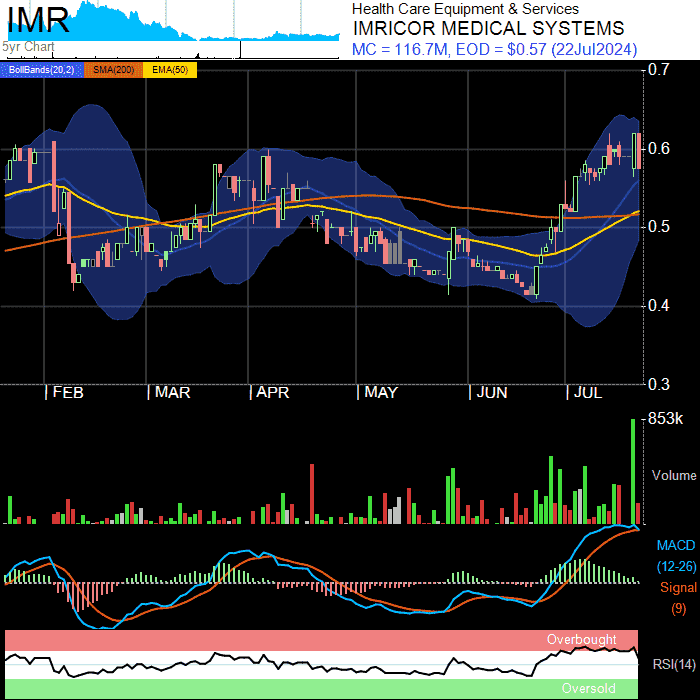 IMR
Health Care Equipment & Services
IMRICOR MEDICAL SYSTEMS
MC = 116.7M, EOD = $0.57 (22Jul2024)
5yr Chart
BollBands(20,2) SMA(200) EMA(50)
0.7
0.6
0.5
0.4
0.3
| FEB | MAR | APR | MAY | JUN | JUL
853k
Volume
MACD
(12-26)
Signal
(9)
Overbought
RSI(14)
Oversold